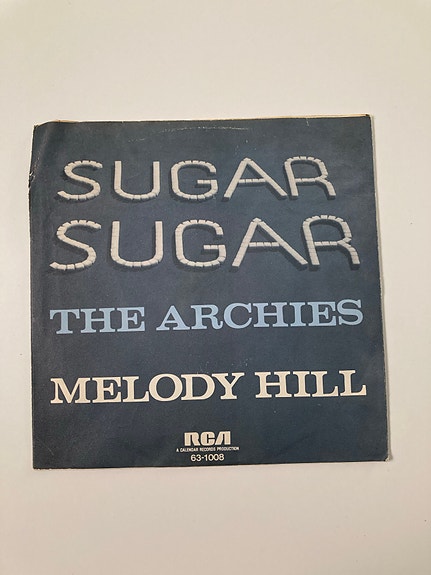 SUGAR
SUGAR
THE ARCHIES
MELODY HILL
RCA
A CALENDAR RECORDS PRODUCTION
63-1008